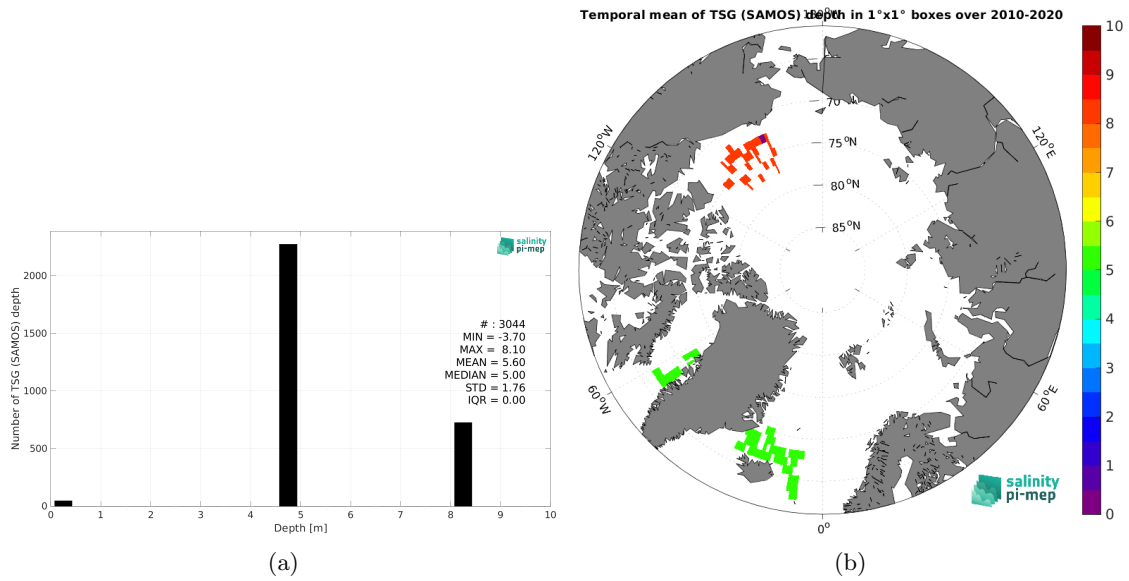 Number of TSG (SAMOS) depth
2000
1500
1000
500
0
0 1 2 3 4 5 6 7 8 9 10
Depth [m]
salinity
pi-mep
# : 3044
MIN = -3.70
MAX = 8.10
MEAN = 5.60
MEDIAN = 5.00
STD = 1.76
IQR = 0.00
(a)
Temporal mean of TSG (SAMOS) depth in 1°x1° boxes over 2010-2020
180°W
120°W
120°E
70°N
75°N
80°N
85°N
60°W
60°E
0°
salinity
pi-mep
10
9
8
7
6
5
4
3
2
1
0
(b)